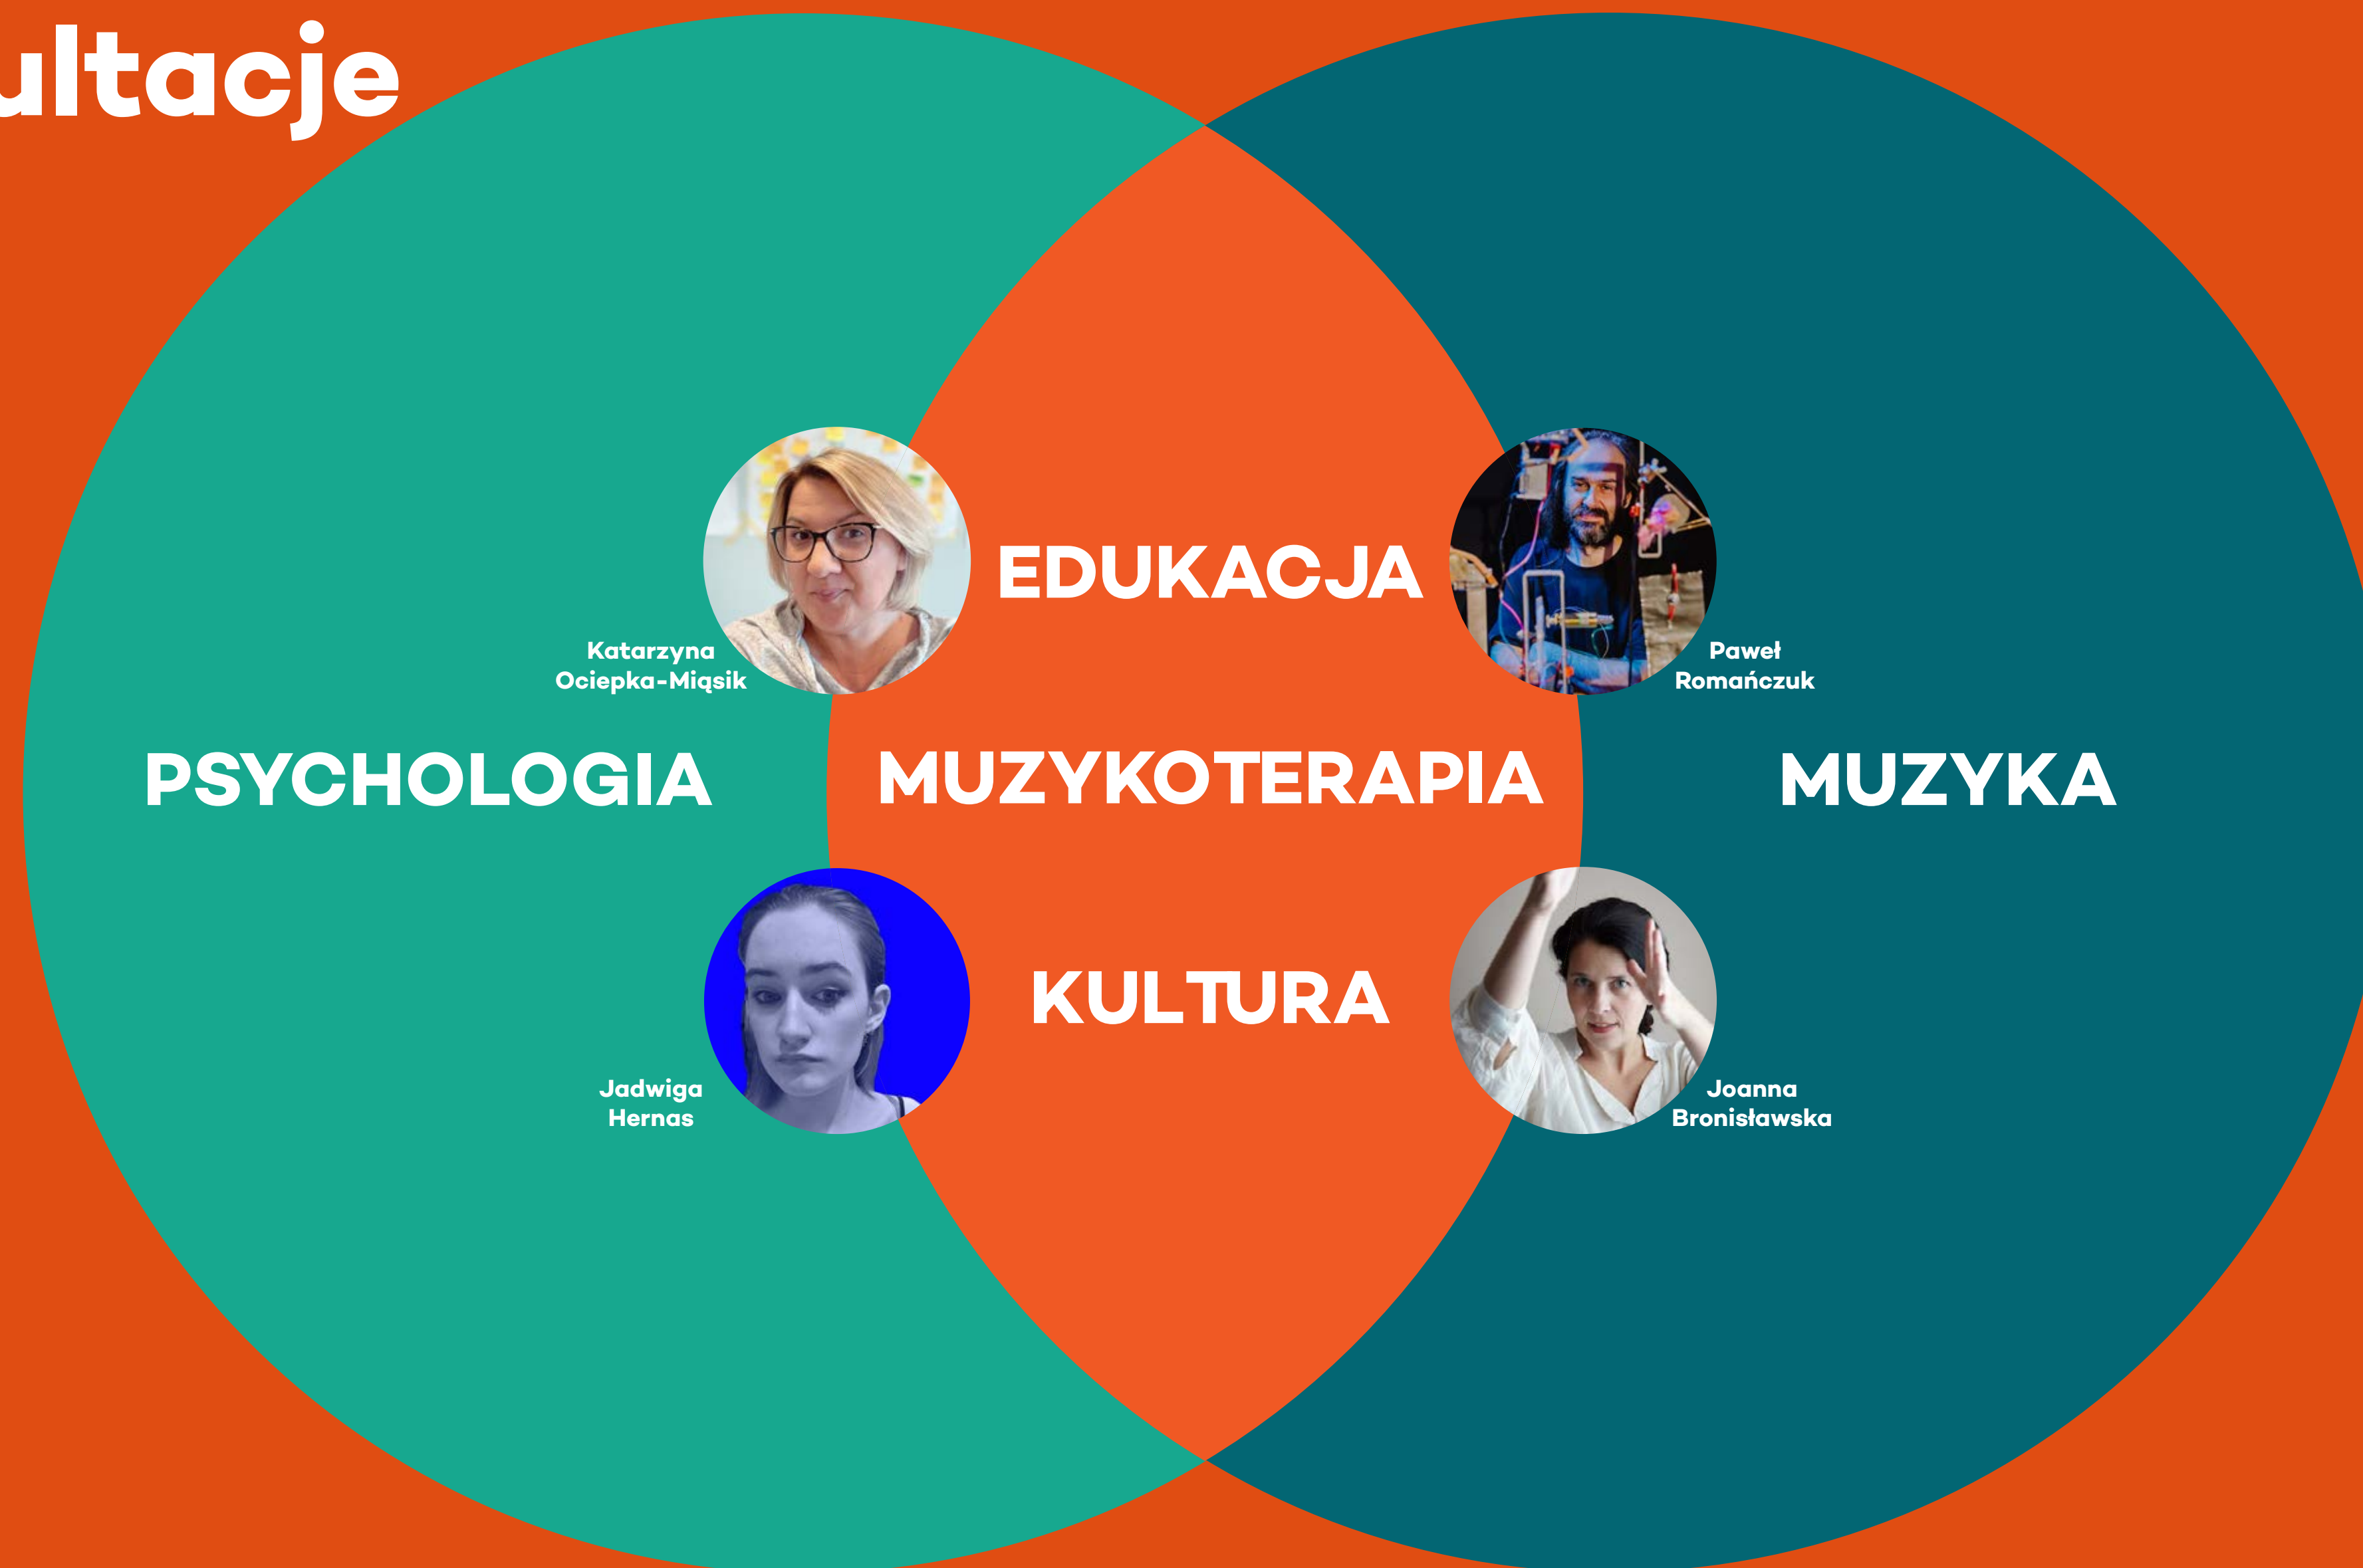 ultacje
EDUKACJA
Katarzyna
Ociepka-Miąsik
Paweł
Romańczuk
PSYCHOLOGIA
MUZYKOTERAPIA
MUZYKA
KULTURA
Jadwiga
Hernas
Joanna
Bronisławska